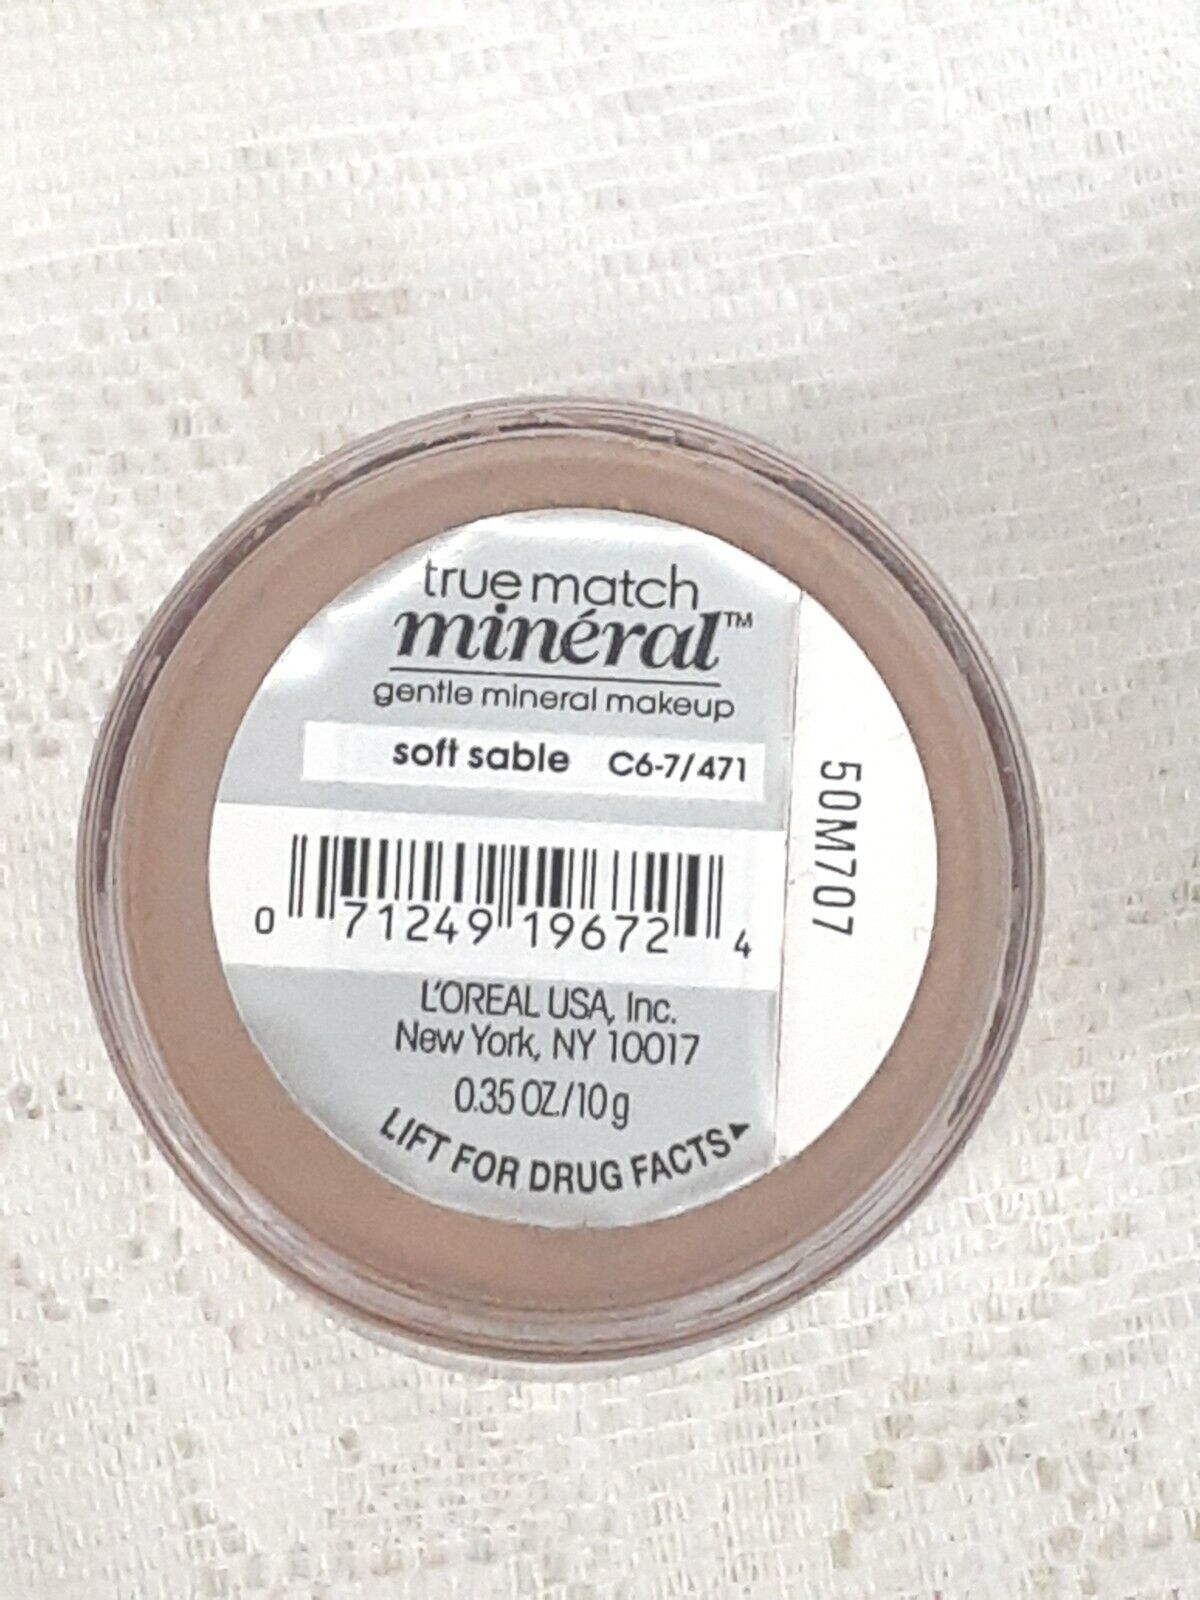 true match
minéral™
gentle mineral makeup
soft sable C6-7/471
0 71249 19672 4
L'OREAL USA, Inc.
New York, NY 10017
0.35 OZ./10 g
LIFT FOR DRUG FACTS►
50M707